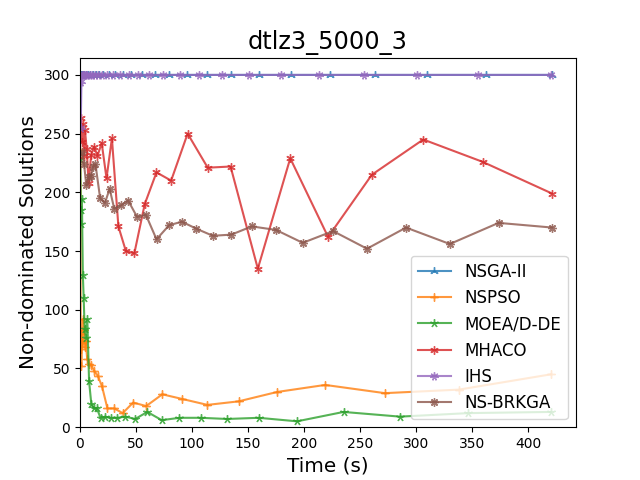 dtlz3_5000_3
Non-dominated Solutions
300
250
200
150
100
50
0
0 50 100 150 200 250 300 350 400
Time (s)
NSGA-II
NSPSO
MOEA/D-DE
MHACO
IHS
NS-BRKGA